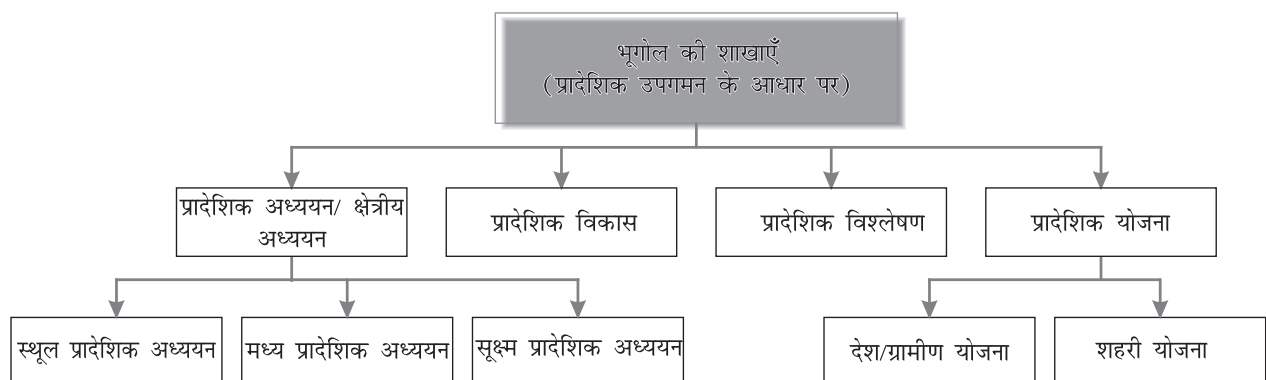 भूगोल की शाखाएँ
(प्रादेशिक उपगमन के आधार पर)
प्रादेशिक अध्ययन/ क्षेत्रीय
अध्ययन
प्रादेशिक विकास
प्रादेशिक विश्लेषण
प्रादेशिक योजना
स्थूल प्रादेशिक अध्ययन
मध्य प्रादेशिक अध्ययन
सूक्ष्म प्रादेशिक अध्ययन
देश/ग्रामीण योजना
शहरी योजना